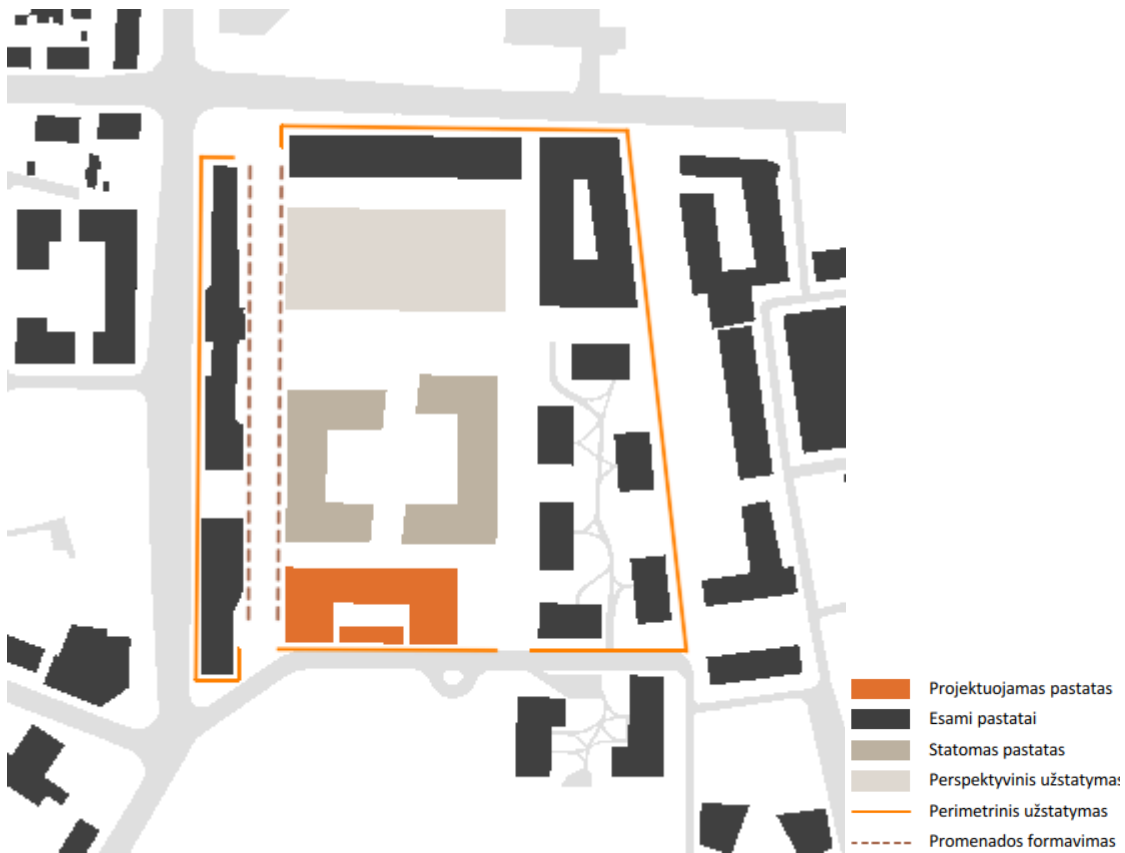 Projektuojamas pastatas
Esami pastatai
Statomas pastatas
Perspektyvinis užstatymas
Perimetrinis užstatymas
Promenados formavimas